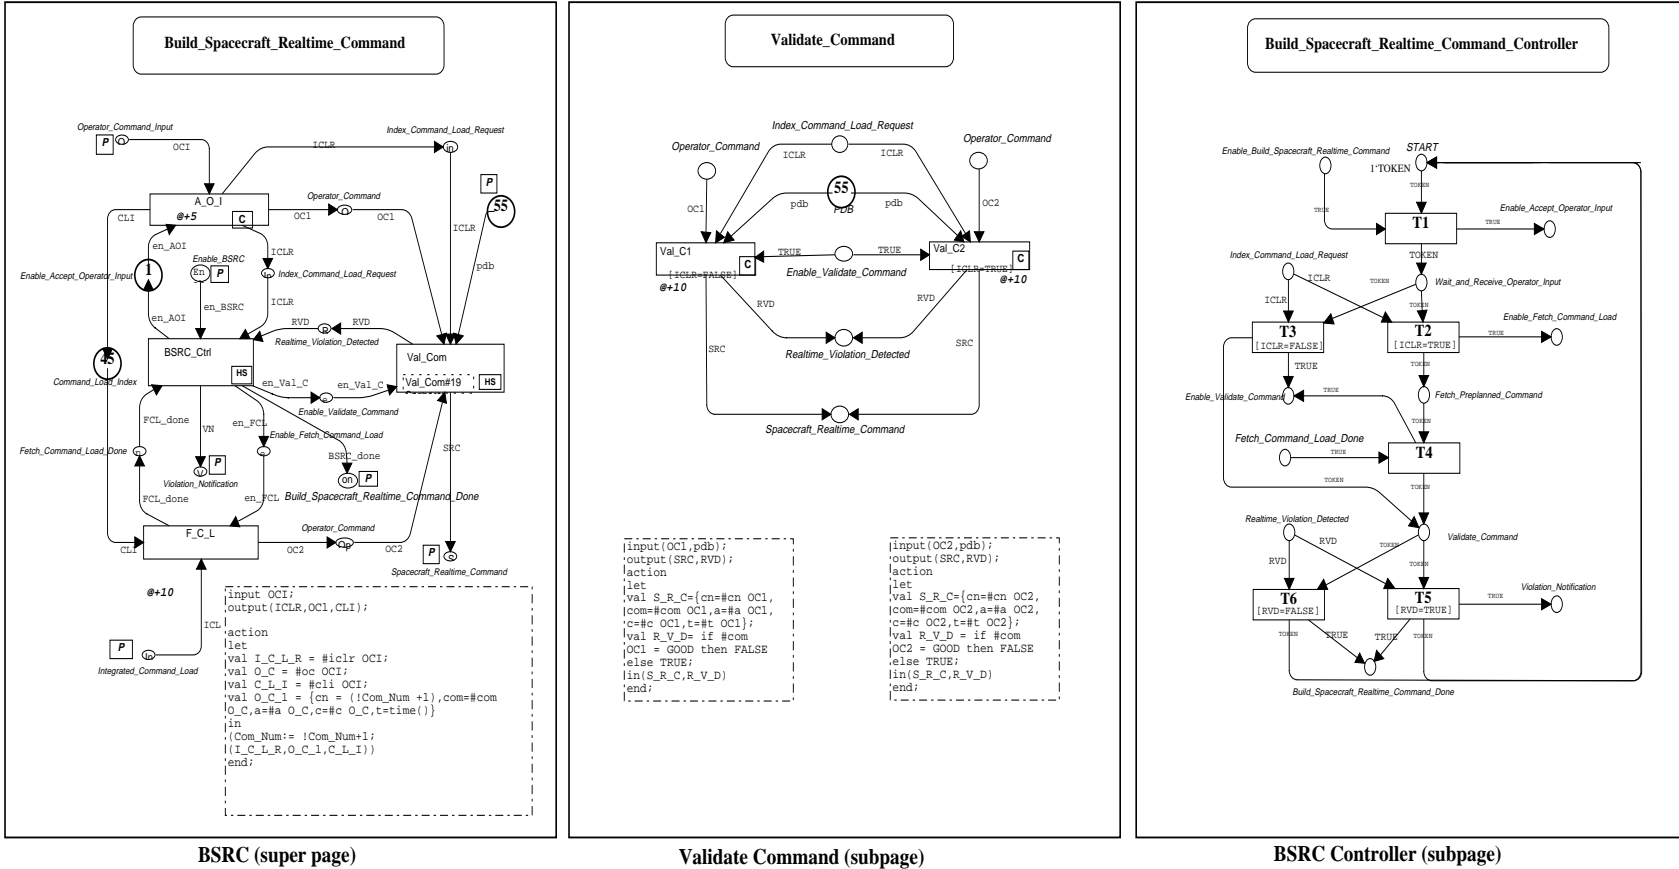 Build_Spacecraft_Realtime_Command
Operator_Command_Input
P
OCI
Index_Command_Load_Request
in
ICLR
P
55
A_O_I
@+5
C
CLI
OC1
Operator_Command
OC1
ICLR
pdb
en_AOI
ICLR
Enable_Accept_Operator_Input
1
Enable_BSRC
En
P
In
Index_Command_Load_Request
en_BSRC
ICLR
en_AOI
RVD
R
RVD
Realtime_Violation_Detected
BSRC_Ctrl
HS
Val_Com
Val_Com#19
HS
45
Command_Load_Index
en_Val_C
e
en_Val_C
Enable_Validate_Command
FCL_done
VN
en_FCL
Enable_Fetch_Command_Load
Fetch_Command_Load_Done
n
e
BSRC_done
SRC
V
P
Violation_Notification
on
P
Build_Spacecraft_Realtime_Command_Done
FCL_done
en_FCL
F_C_L
CLI
OC2
Operator_Command
Op
OC2
P
S
Spacecraft_Realtime_Command
@+10
ICL
P
In
Integrated_Command_Load
input OCI;
output(ICLR,OC1,CLI);
action
let
val I_C_L_R = #iclr OCI;
val O_C = #oc OCI;
val C_L_I = #cli OCI;
val O_C_1 = {cn = (!Com_Num +1),com=#com
O_C,a=#a O_C,c=#c O_C,t=time()}
in
(Com_Num:= !Com_Num+1;
(I_C_L_R,O_C_1,C_L_I))
end;
BSRC (super page)
Validate_Command
Index_Command_Load_Request
Operator_Command
Operator_Command
ICLR
ICLR
OC1
pdb
55
PDB
pdb
OC2
Val_C1
C
[ICLR=FALSE]
@+10
TRUE
TRUE
Enable_Validate_Command
Val_C2
C
[ICLR=TRUE]
@+10
RVD
RVD
SRC
SRC
Realtime_Violation_Detected
Spacecraft_Realtime_Command
input(OC1,pdb);
output(SRC,RVD);
action
let
val S_R_C={cn=#cn OC1,
com=#com OC1,a=#a OC1,
c=#c OC1,t=#t OC1};
val R_V_D= if #com
OC1 = GOOD then FALSE
else TRUE;
in(S_R_C,R_V_D)
end;
input(OC2,pdb);
output(SRC,RVD);
action
let
val S_R_C={cn=#cn OC2,
com=#com OC2,a=#a OC2,
c=#c OC2,t=#t OC2};
val R_V_D = if #com
OC2 = GOOD then FALSE
else TRUE;
in(S_R_C,R_V_D)
end;
Validate Command (subpage)
Build_Spacecraft_Realtime_Command_Controller
Enable_Build_Spacecraft_Realtime_Command
START
1`TOKEN
TOKEN
TRUE
T1
TRUE
Enable_Accept_Operator_Input
TOKEN
Index_Command_Load_Request
ICLR
ICLR
TOKEN
Wait_and_Receive_Operator_Input
TOKEN
T3
[ICLR=FALSE]
T2
[ICLR=TRUE]
TRUE
Enable_Fetch_Command_Load
TRUE
TOKEN
Enable_Validate_Command
TRUE
Fetch_Preplanned_Command
TOKEN
Fetch_Command_Load_Done
TRUE
T4
TOKEN
TOKEN
Realtime_Violation_Detected
RVD
RVD
TOKEN
Validate_Command
TOKEN
T6
[RVD=FALSE]
T5
[RVD=TRUE]
TRUE
Violation_Notification
TOKEN
TRUE
TRUE
TOKEN
Build_Spacecraft_Realtime_Command_Done
BSRC Controller (subpage)